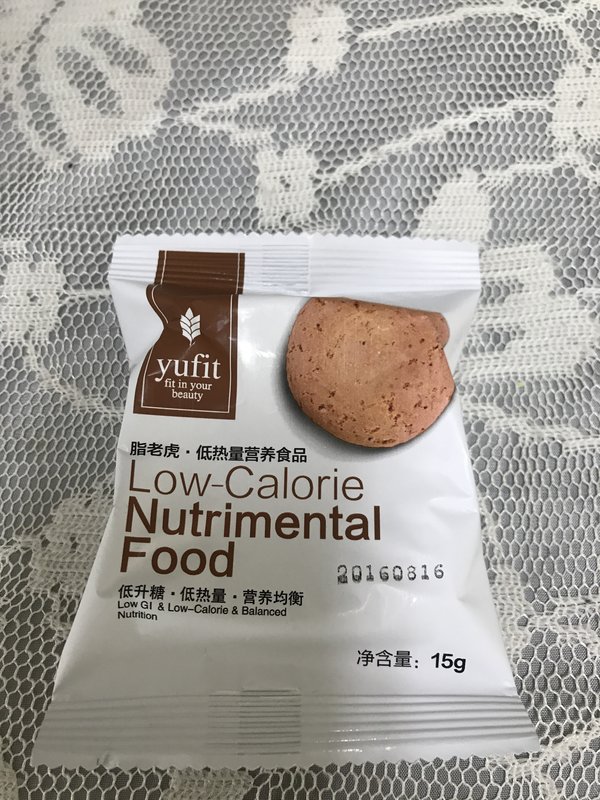 yufit
fit in your
beauty
脂老虎·低热量营养食品
Low-Calorie
Nutrimental
Food
20160816
低升糖·低热量·营养均衡
Low GI & Low-Calorie & Balanced
Nutrition
净含量：15g